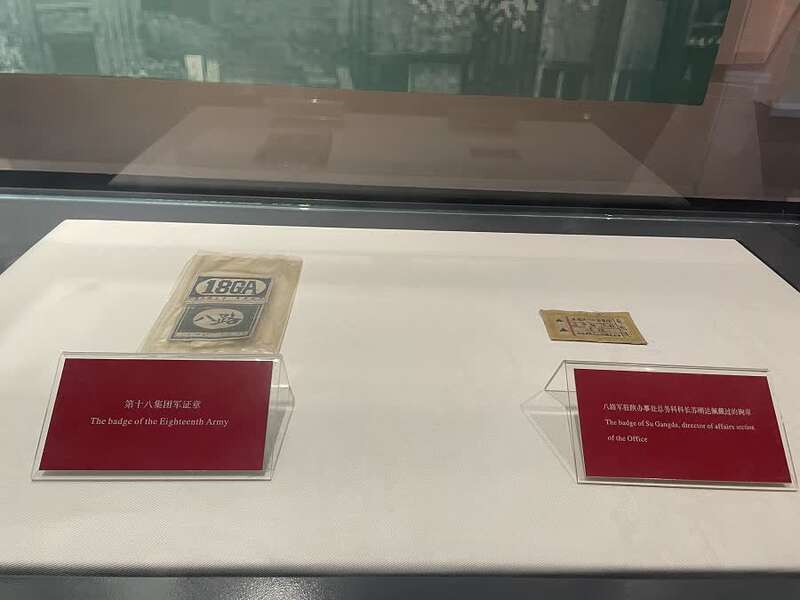 18GA
八路
第十八集团军证章
The badge of the Eighteenth Army
八路军驻陕办事处总务科科长苏刚达佩戴过的胸章
The badge of Su Gangda, director of affairs section
of the Office